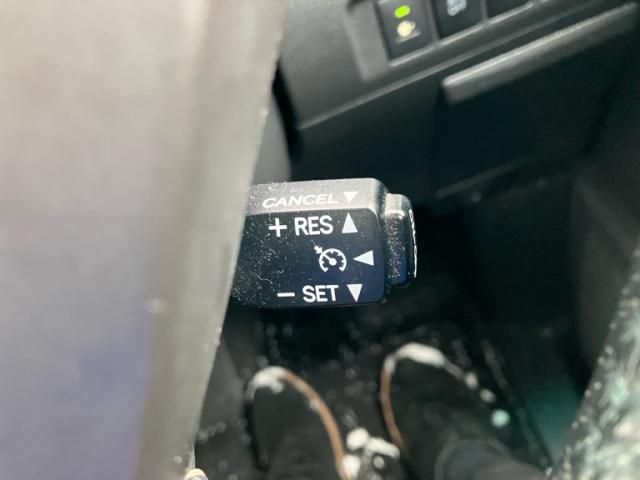 CANCEL ▼
+ RES ▲
◄
− SET ▼